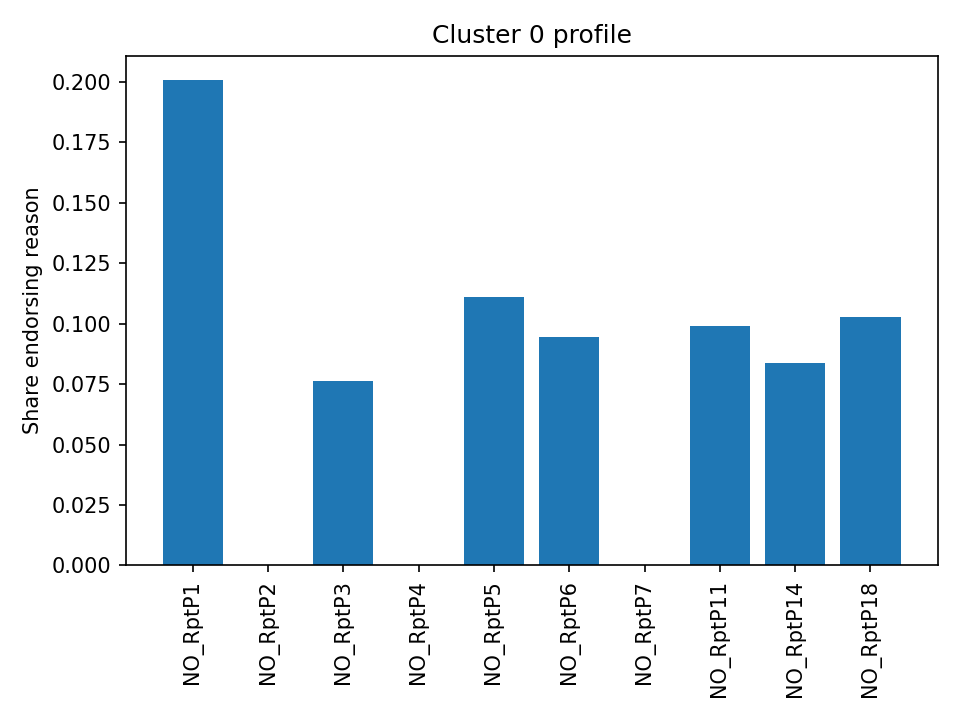 Cluster 0 profile
Share endorsing reason
0.200
0.175
0.150
0.125
0.100
0.075
0.050
0.025
0.000
NO_RptP1
NO_RptP2
NO_RptP3
NO_RptP4
NO_RptP5
NO_RptP6
NO_RptP7
NO_RptP11
NO_RptP14
NO_RptP18